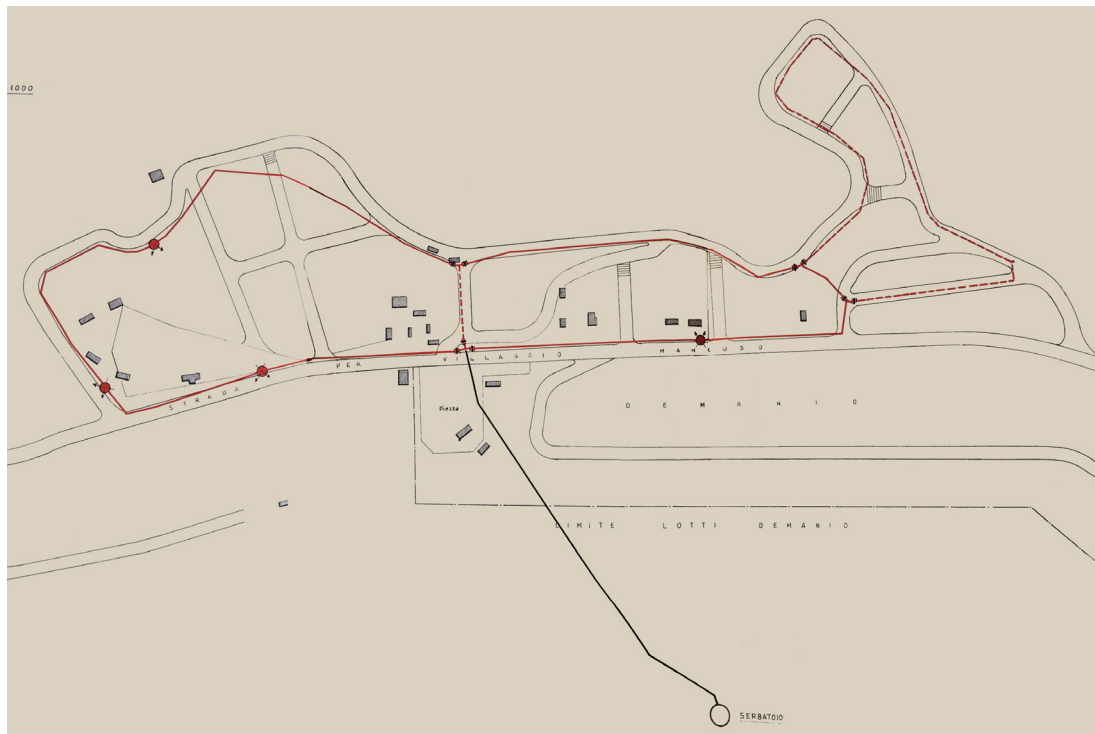 1000
STRADA PER VILLAGGIO MANCUSO
Piazza
DEMANIO
LIMITE LOTTI DEMANIO
SERBATOIO